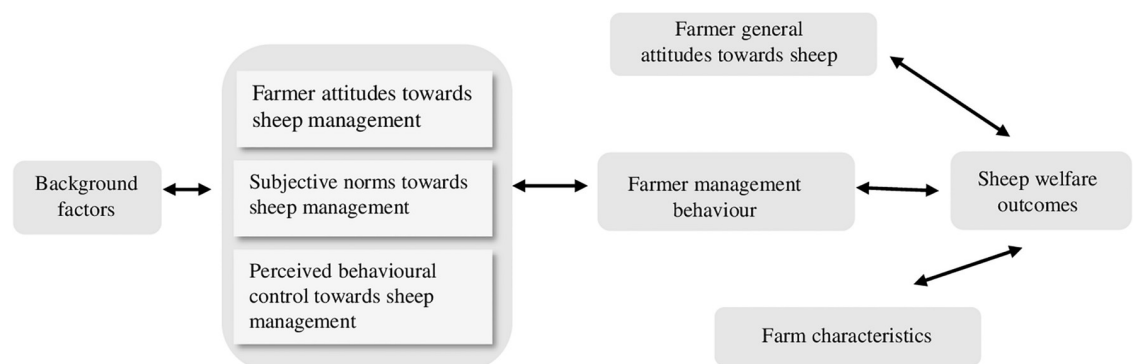 Background
factors
Farmer attitudes towards
sheep management
Subjective norms towards
sheep management
Perceived behavioural
control towards sheep
management
Farmer general
attitudes towards sheep
Farmer management
behaviour
Sheep welfare
outcomes
Farm characteristics